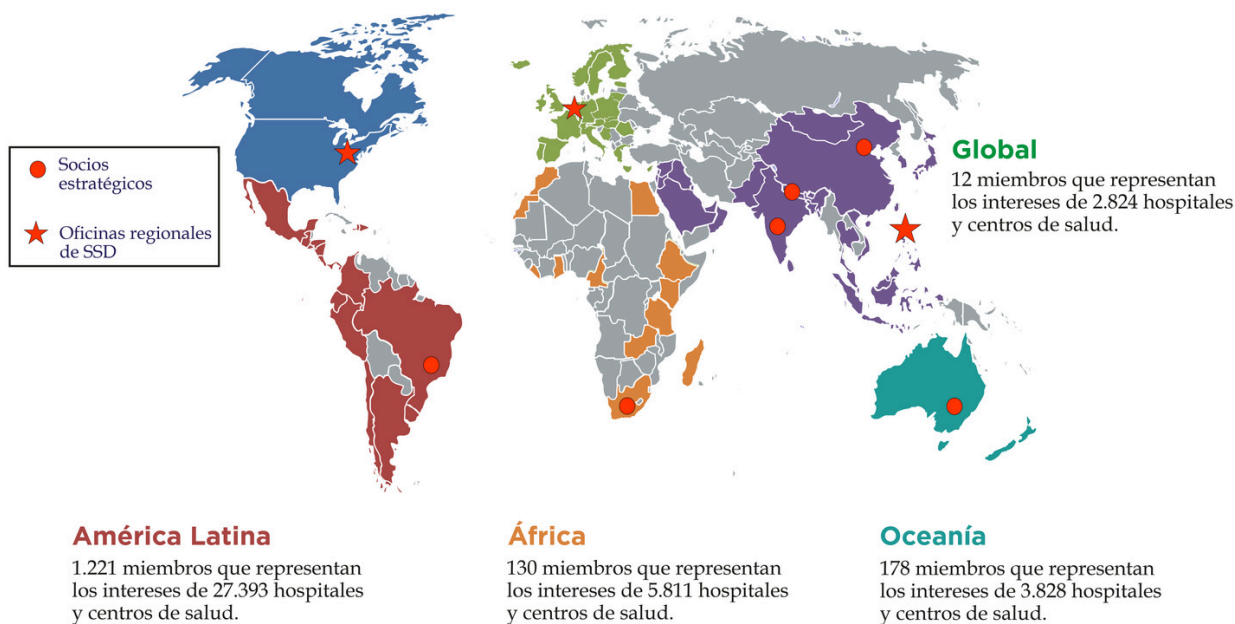 Socios
estratégicos
Oficinas regionales
de SSD
Global
12 miembros que representan
los intereses de 2.824 hospitales
y centros de salud.
América Latina
1.221 miembros que representan
los intereses de 27.393 hospitales
y centros de salud.
África
130 miembros que representan
los intereses de 5.811 hospitales
y centros de salud.
Oceanía
178 miembros que representan
los intereses de 3.828 hospitales
y centros de salud.